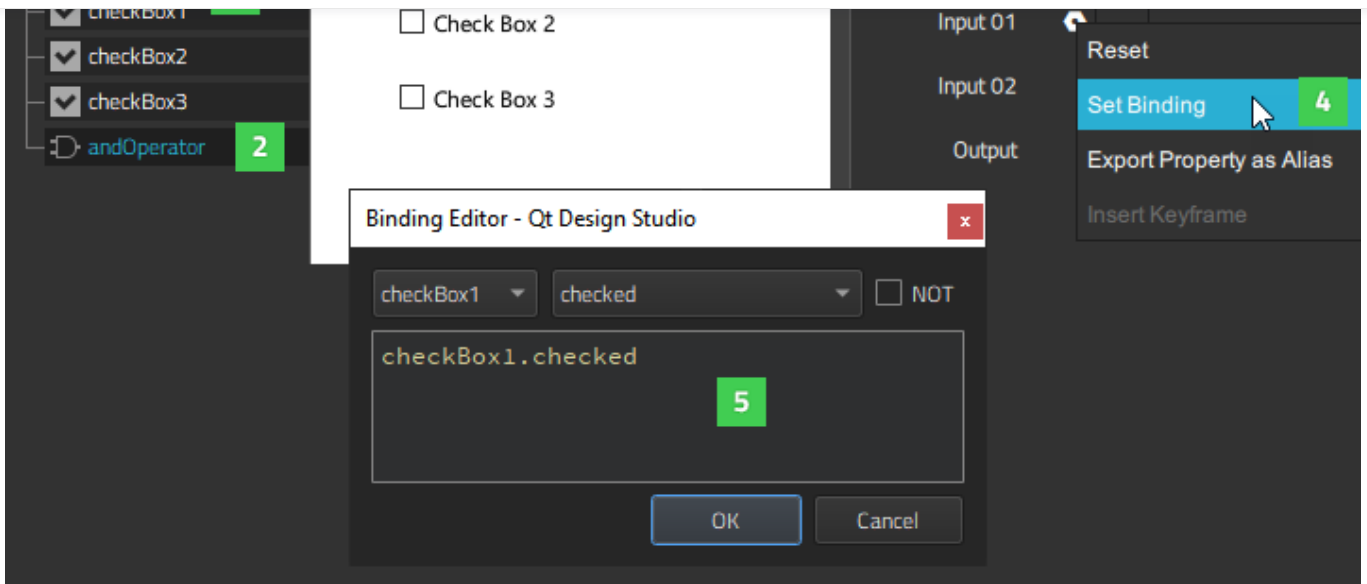 checkBox1
checkBox2
checkBox3
andOperator
2
Check Box 2
Check Box 3
Input 01
Input 02
Output
Reset
Set Binding
4
Export Property as Alias
Insert Keyframe
Binding Editor - Qt Design Studio
x
checkBox1
checked
NOT
checkBox1.checked
5
OK
Cancel